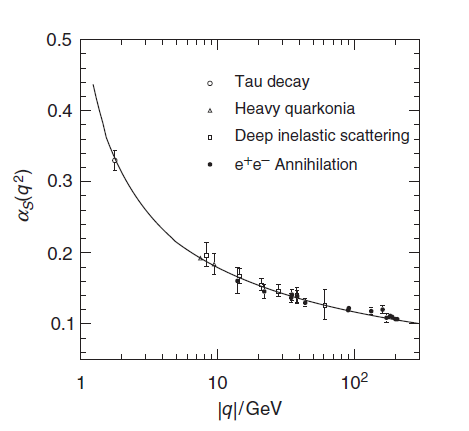 0.5
0.4
0.3
0.2
0.1
αS(q²)
Tau decay
Heavy quarkonia
Deep inelastic scattering
e⁺e⁻ Annihilation
1
10
10²
|q|/GeV